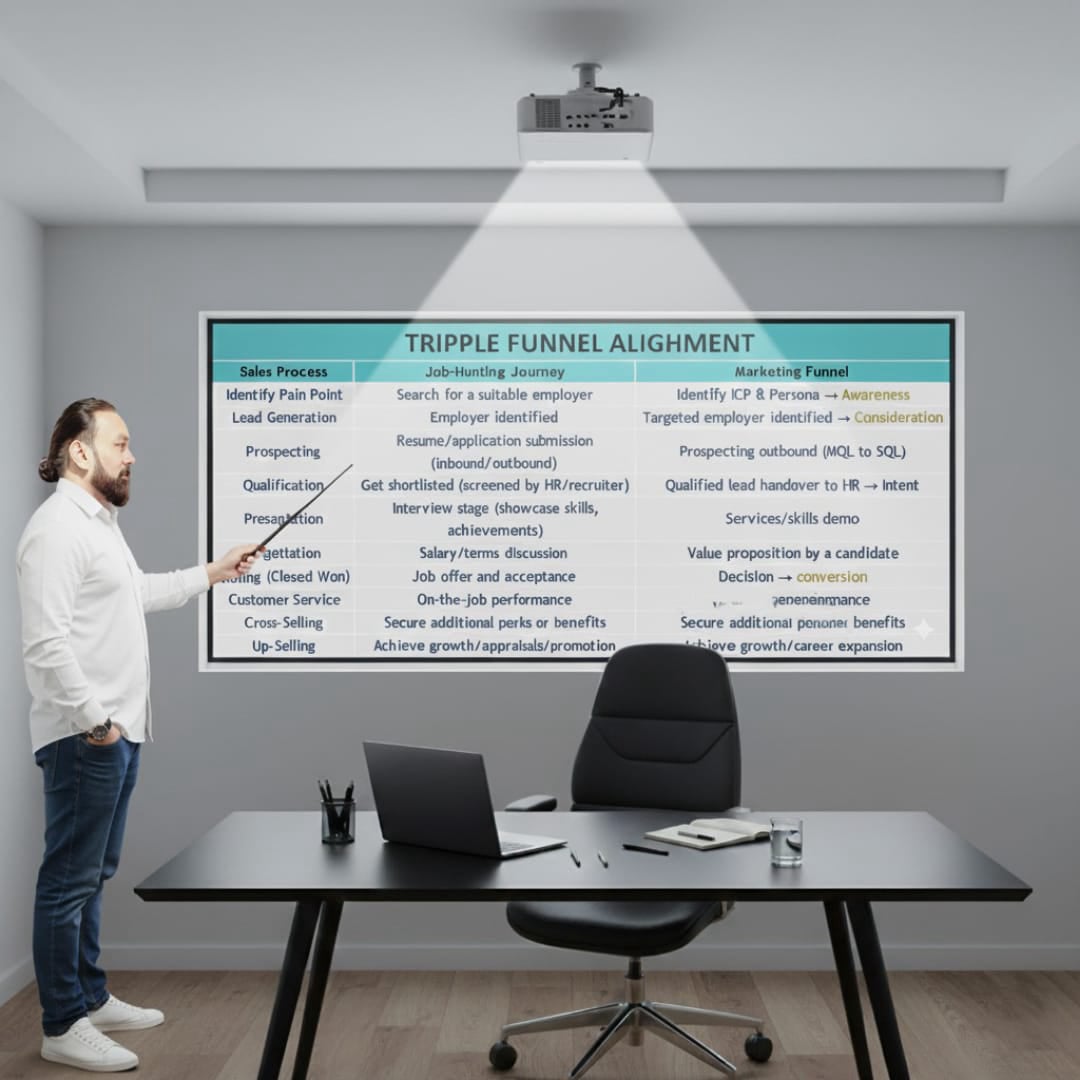 TRIPPLE FUNNEL ALIGHMENT
Sales Process Job-Hunting Journey Marketing Funnel
Identify Pain Point Search for a suitable employer Identify ICP & Persona → Awareness
Lead Generation Employer identified Targeted employer identified → Cansideration
Prospecting Resume/application submission (inbound/outbound) Prospecting outbound (MQL to SQL)
Qualification Get shortlisted (screened by HR/recruiter) Qualified lead handover to HR → Intent
Interview stage (showcase skills, achievements) Services/skills demo
Salary/terms discussion Value proposition by a candidate
(Clesed Won) Job offer and acceptance Decision → conversion
Customer Service On-the-job performance
Cross-Selling Secure additional perks or benefits Secure additional benefits
Up-Selling Achieve growth/appraisals/promotion growth/career expansion